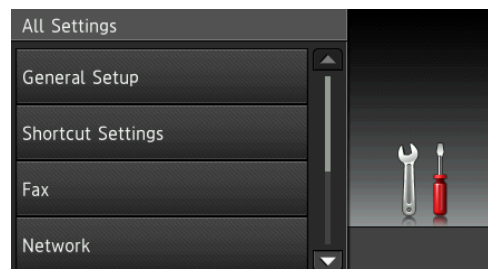 All Settings
General Setup
Shortcut Settings
Fax
Network